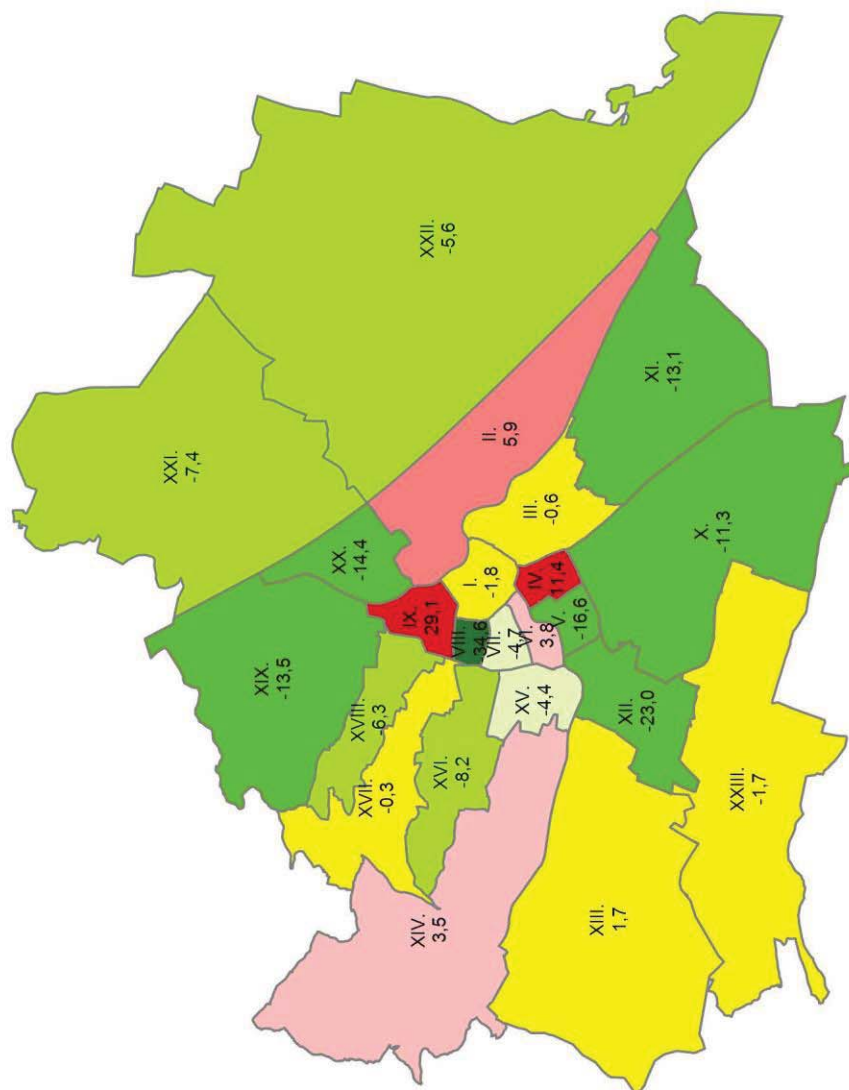 XXI.
-7,4
XIX.
-13,5
XX.
-14,4
XVIII.
-6,3
XVII.
-0,3
IX.
29,1
XIV.
3,5
XXII.
-5,6
XVI.
-8,2
VIII.
34,6
I.
-1,8
II.
5,9
VII.
-4,7
XV.
-4,4
VI.
3,8
III.
-0,6
IV.
11,4
V.
-16,6
XIII.
1,7
XII.
-23,0
XI.
-13,1
X.
-11,3
XXIII.
-1,7